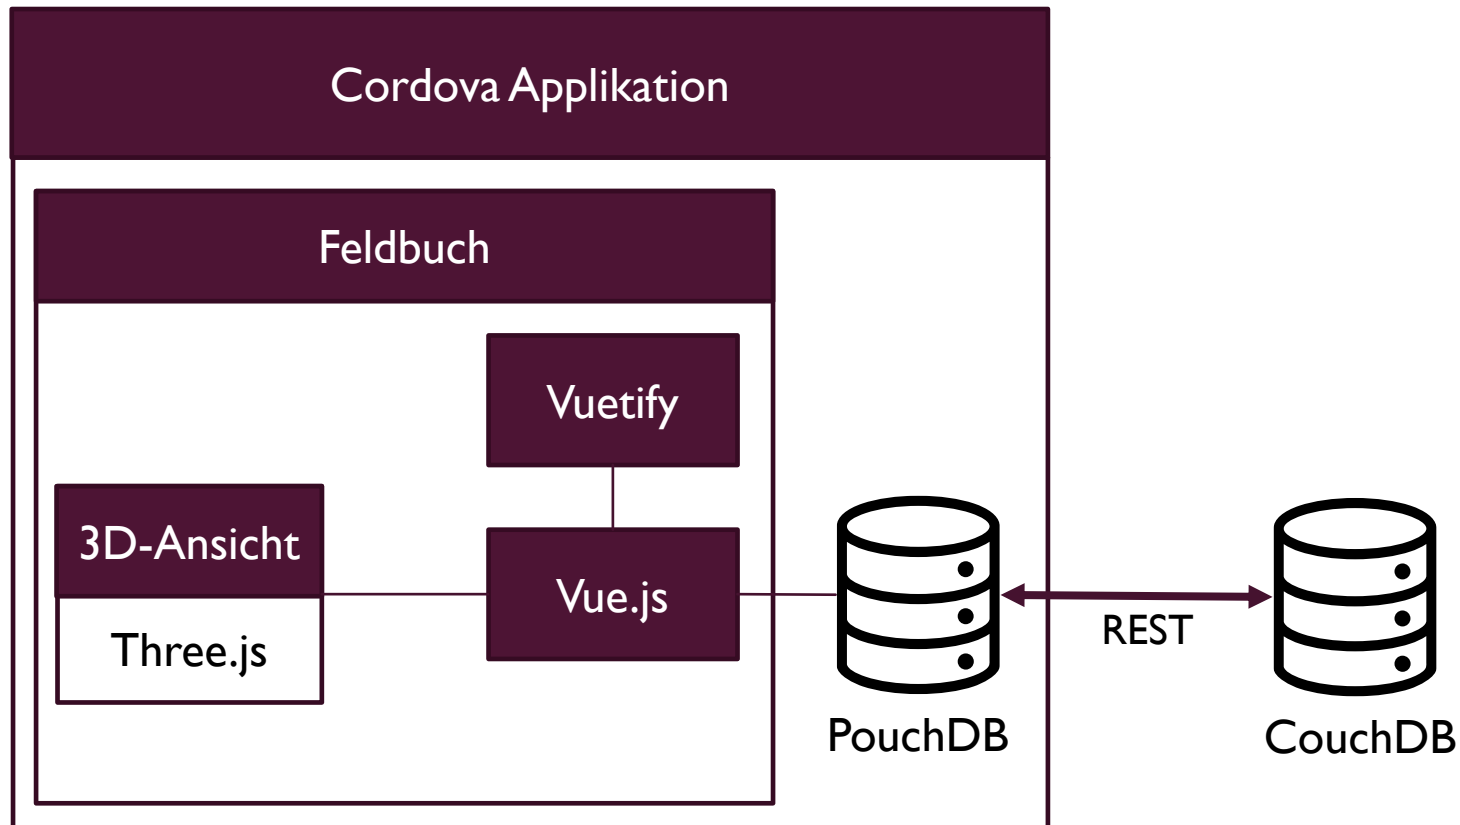 Cordova Applikation
Feldbuch
Vuetify
3D-Ansicht
Three.js
Vue.js
REST
PouchDB
CouchDB